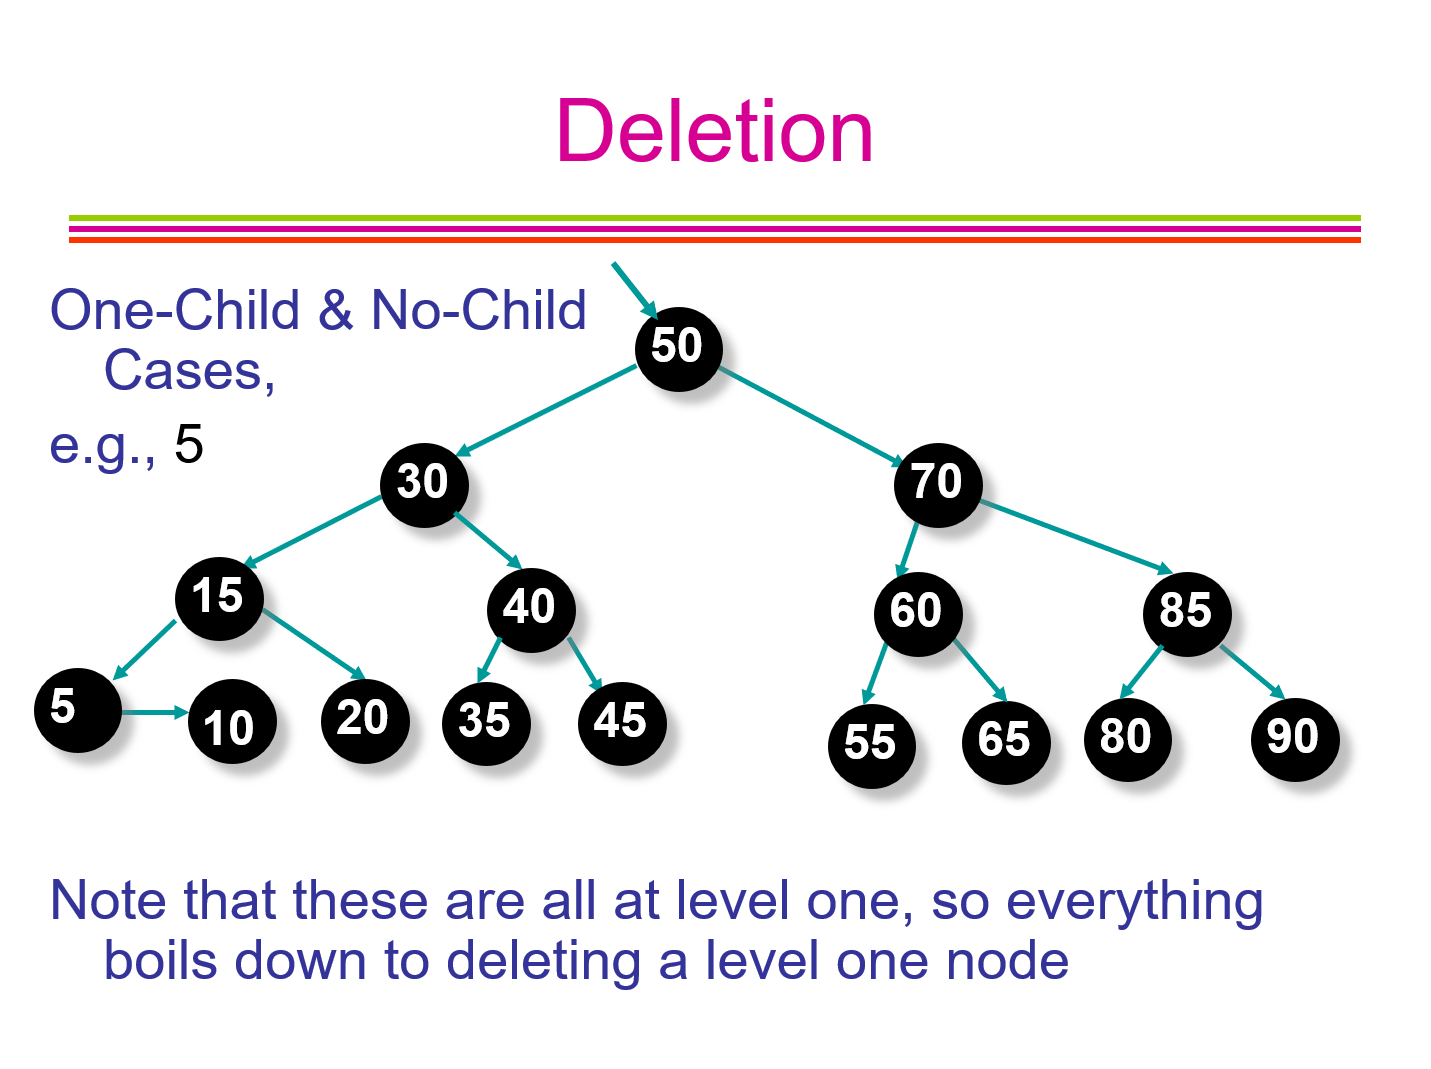 Deletion
One-Child & No-Child
Cases,
e.g., 5
50
30
70
15
40
60
85
5
10
20
35
45
55
65
80
90
Note that these are all at level one, so everything
boils down to deleting a level one node